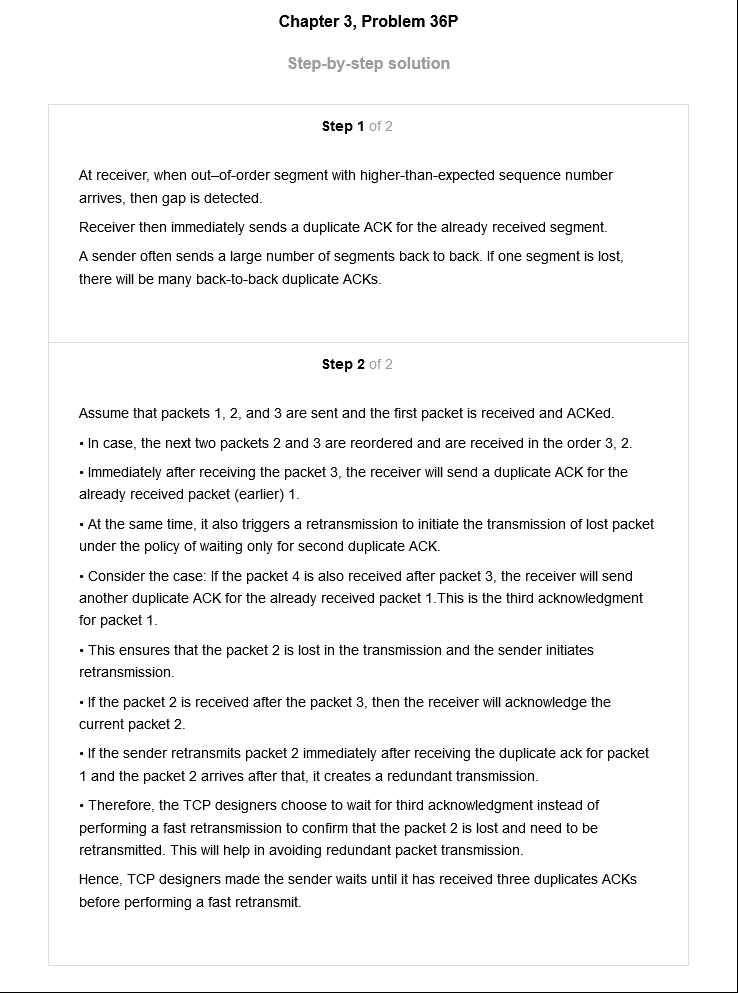 Chapter 3, Problem 36P
Step-by-step solution
Step 1 of 2
At receiver, when out–of-order segment with higher-than-expected sequence number
arrives, then gap is detected.
Receiver then immediately sends a duplicate ACK for the already received segment.
A sender often sends a large number of segments back to back. If one segment is lost,
there will be many back-to-back duplicate ACKs.
Step 2 of 2
Assume that packets 1, 2, and 3 are sent and the first packet is received and ACKed.
• In case, the next two packets 2 and 3 are reordered and are received in the order 3, 2.
• Immediately after receiving the packet 3, the receiver will send a duplicate ACK for the
already received packet (earlier) 1.
• At the same time, it also triggers a retransmission to initiate the transmission of lost packet
under the policy of waiting only for second duplicate ACK.
• Consider the case: If the packet 4 is also received after packet 3, the receiver will send
another duplicate ACK for the already received packet 1.This is the third acknowledgment
for packet 1.
• This ensures that the packet 2 is lost in the transmission and the sender initiates
retransmission.
• If the packet 2 is received after the packet 3, then the receiver will acknowledge the
current packet 2.
• If the sender retransmits packet 2 immediately after receiving the duplicate ack for packet
1 and the packet 2 arrives after that, it creates a redundant transmission.
• Therefore, the TCP designers choose to wait for third acknowledgment instead of
performing a fast retransmission to confirm that the packet 2 is lost and need to be
retransmitted. This will help in avoiding redundant packet transmission.
Hence, TCP designers made the sender waits until it has received three duplicates ACKs
before performing a fast retransmit.